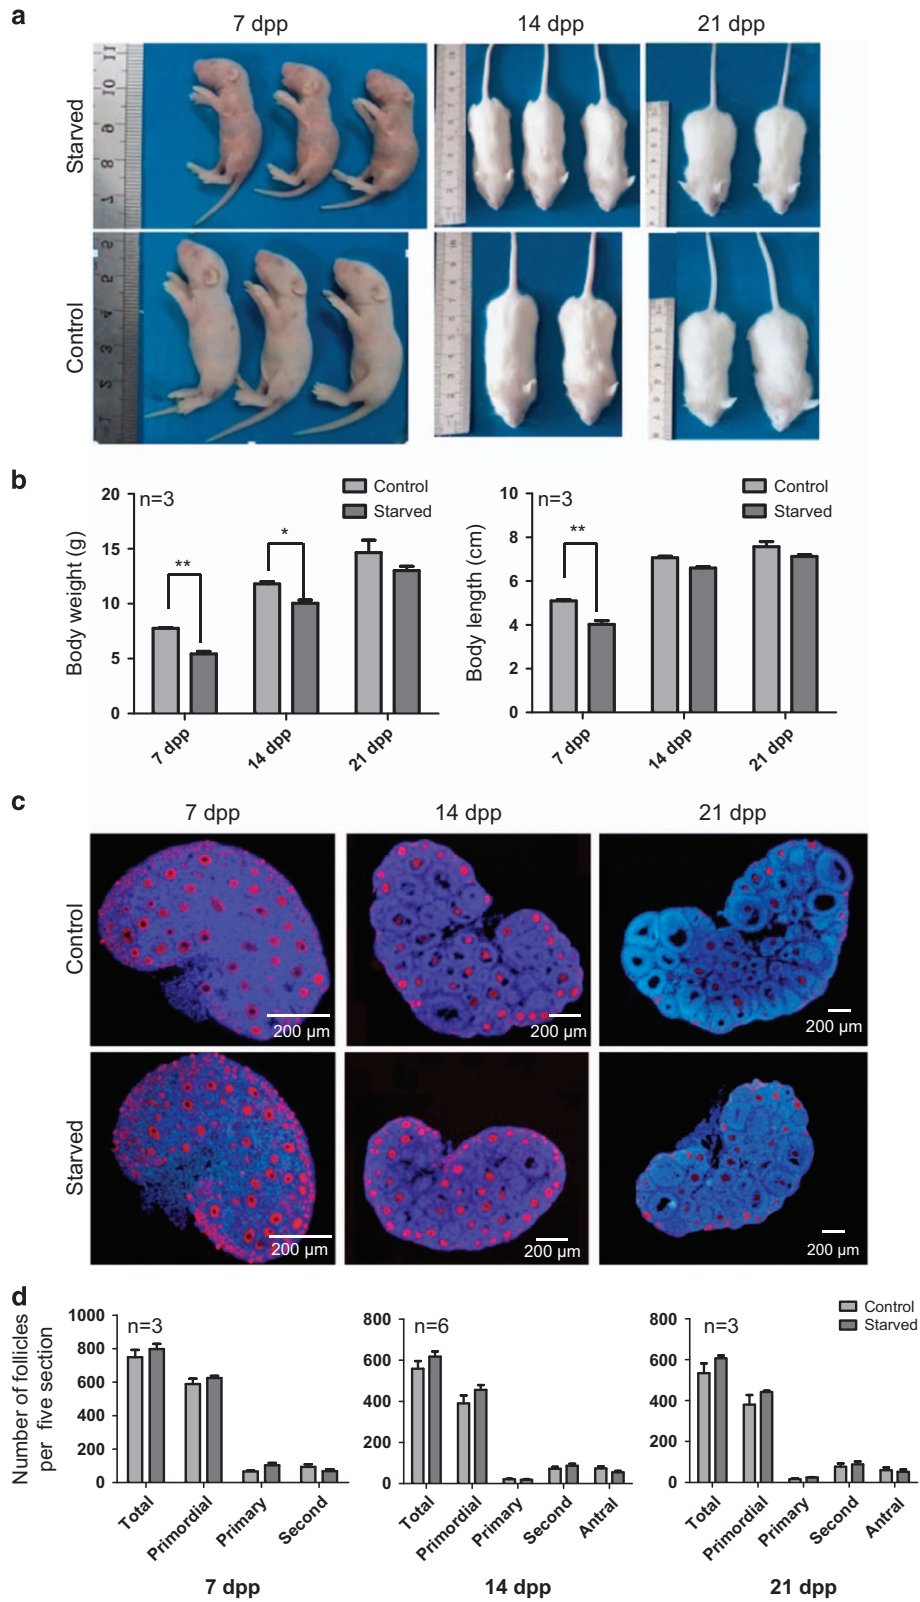 a
7 dpp
14 dpp
21 dpp
Starved
Control
b
n=3
Control
Starved
Body weight (g)
20
15
10
5
0
**
*
7 dpp
14 dpp
21 dpp
n=3
Control
Starved
Body length (cm)
10
8
6
4
2
0
**
7 dpp
14 dpp
21 dpp
c
7 dpp
14 dpp
21 dpp
Control
200 µm
200 µm
200 µm
Starved
200 µm
200 µm
200 µm
d
Number of follicles
per five section
1000
800
600
400
200
0
n=3
Total
Primordial
Primary
Second
7 dpp
800
600
400
200
0
n=6
Total
Primordial
Primary
Second
Antral
14 dpp
800
600
400
200
0
n=3
Control
Starved
Total
Primordial
Primary
Second
Antral
21 dpp